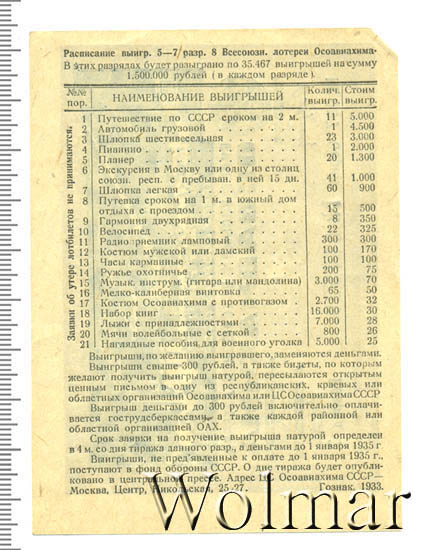 Расписание выигр. 5—7 разр. 8 Всесоюзн. лотереи Осоавиахима
В этих разрядах будет разыграно по 35.467 выигрышей на сумму
1.500.000 рублей (в каждом разряде).
Заявки об утере лотбилетов не принимаются.
№№ пор. НАИМЕНОВАНИЕ ВЫИГРЫШЕЙ Колич. выигр. Стоим выигр.
1 Путешествие по СССР сроком на 2 м. 11 5.000
2 Автомобиль грузовой 1 4.500
3 Шлюпка шестивесельная 23 3.000
4 Пианино 1 2.000
5 Планер 20 1.300
6 Экскурсия в Москву или одну из столиц
союзн. респ. с пребыван. в ней 15 дни. 41 1.000
7 Шлюпка легкая 60 900
8 Путевка сроком на 1 м. в южный дом
отдыха с проездом 15 500
9 Гармония двухрядная 8 350
10 Велосипед 22 325
11 Радиоприемник ламповый 300 300
12 Костюм мужской или дамский 100 170
13 Часы карманные 100 100
14 Ружье охотничье 200 75
15 Музык. инструм. (гитара или мандолина) 3.000 70
16 Мелко-калиберная винтовка 65 50
17 Костюм Осоавиахима с противогазом 2.700 32
18 Набор книг 16.000 30
19 Лыжи с принадлежностями 7.000 28
20 Мячи волейбольные с сеткой 800 26
21 Наглядные пособия для военного уголка 5.000 25
Выигрыши, по желанию выигравшего, заменяются деньгами.
Выигрыши свыше 300 рублей, а также билеты, по которым
желают получить выигрыш натурой, пересылаются открытым
ценным письмом в одну из республиканских, краевых или
областных организаций Осоавиахима или ЦС Осоавиахима СССР
Выигрыш деньгами до 300 рублей включительно оплачи-
вается гострудсберкассами, а также каждой районной или
областной организацией ОАХ.
Срок заявки на получение выигрыша натурой определен
в 4 м. со дня тиража данного разр., а деньгами до 1 января 1935 г
Выигрыши, не предъявленные к оплате до 1 января 1935 г.,
поступают в фонд обороны СССР. О дне тиража будет опубли-
ковано в центральной прессе. Адрес ЦС Осоавиахима СССР—
Москва, Центр, Никольская, 25-27. Гознак. 1933.
Wolmar